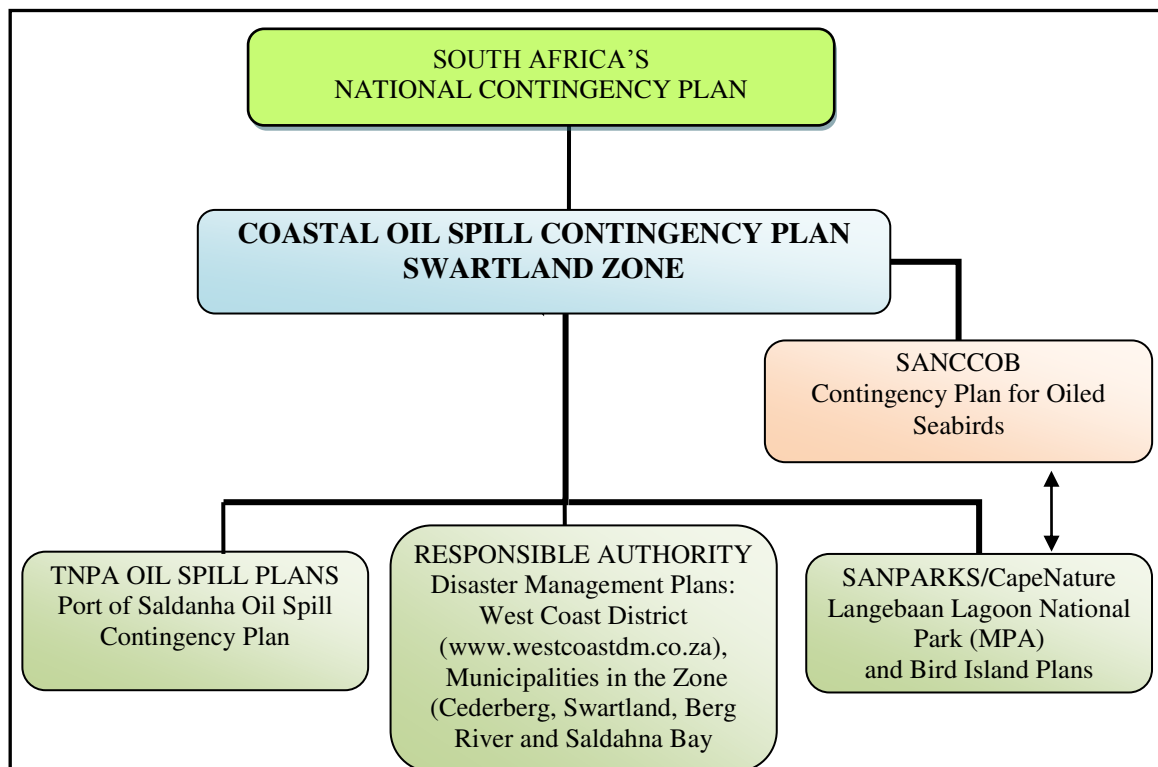 SOUTH AFRICA’S
NATIONAL CONTINGENCY PLAN
COASTAL OIL SPILL CONTINGENCY PLAN
SWARTLAND ZONE
SANCCOB
Contingency Plan for Oiled
Seabirds
TNPA OIL SPILL PLANS
Port of Saldanha Oil Spill
Contingency Plan
RESPONSIBLE AUTHORITY
Disaster Management Plans:
West Coast District
(www.westcoastdm.co.za),
Municipalities in the Zone
(Cederberg, Swartland, Berg
River and Saldahna Bay
SANPARKS/CapeNature
Langebaan Lagoon National
Park (MPA)
and Bird Island Plans